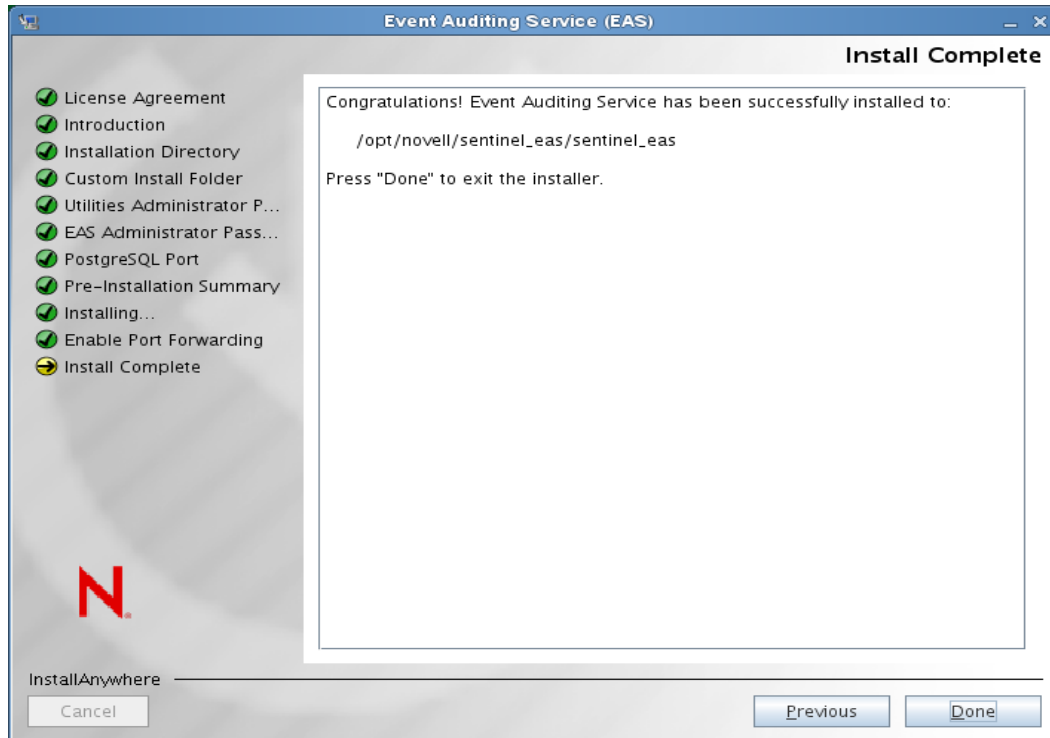 Event Auditing Service (EAS)
Install Complete
License Agreement
Introduction
Installation Directory
Custom Install Folder
Utilities Administrator P...
EAS Administrator Pass...
PostgreSQL Port
Pre-Installation Summary
Installing...
Enable Port Forwarding
Install Complete
Congratulations! Event Auditing Service has been successfully installed to:
/opt/novell/sentinel_eas/sentinel_eas
Press "Done" to exit the installer.
N
InstallAnywhere
Cancel
Previous
Done